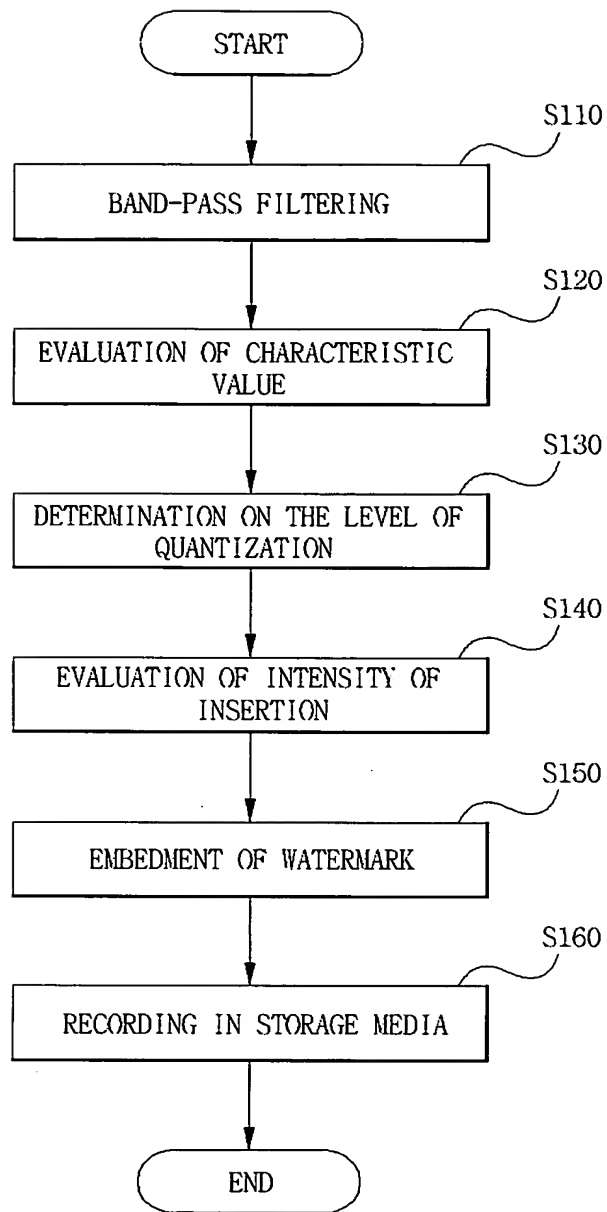 START
S110
BAND-PASS FILTERING
S120
EVALUATION OF CHARACTERISTIC
VALUE
S130
DETERMINATION ON THE LEVEL OF
QUANTIZATION
S140
EVALUATION OF INTENSITY OF
INSERTION
S150
EMBEDMENT OF WATERMARK
S160
RECORDING IN STORAGE MEDIA
END